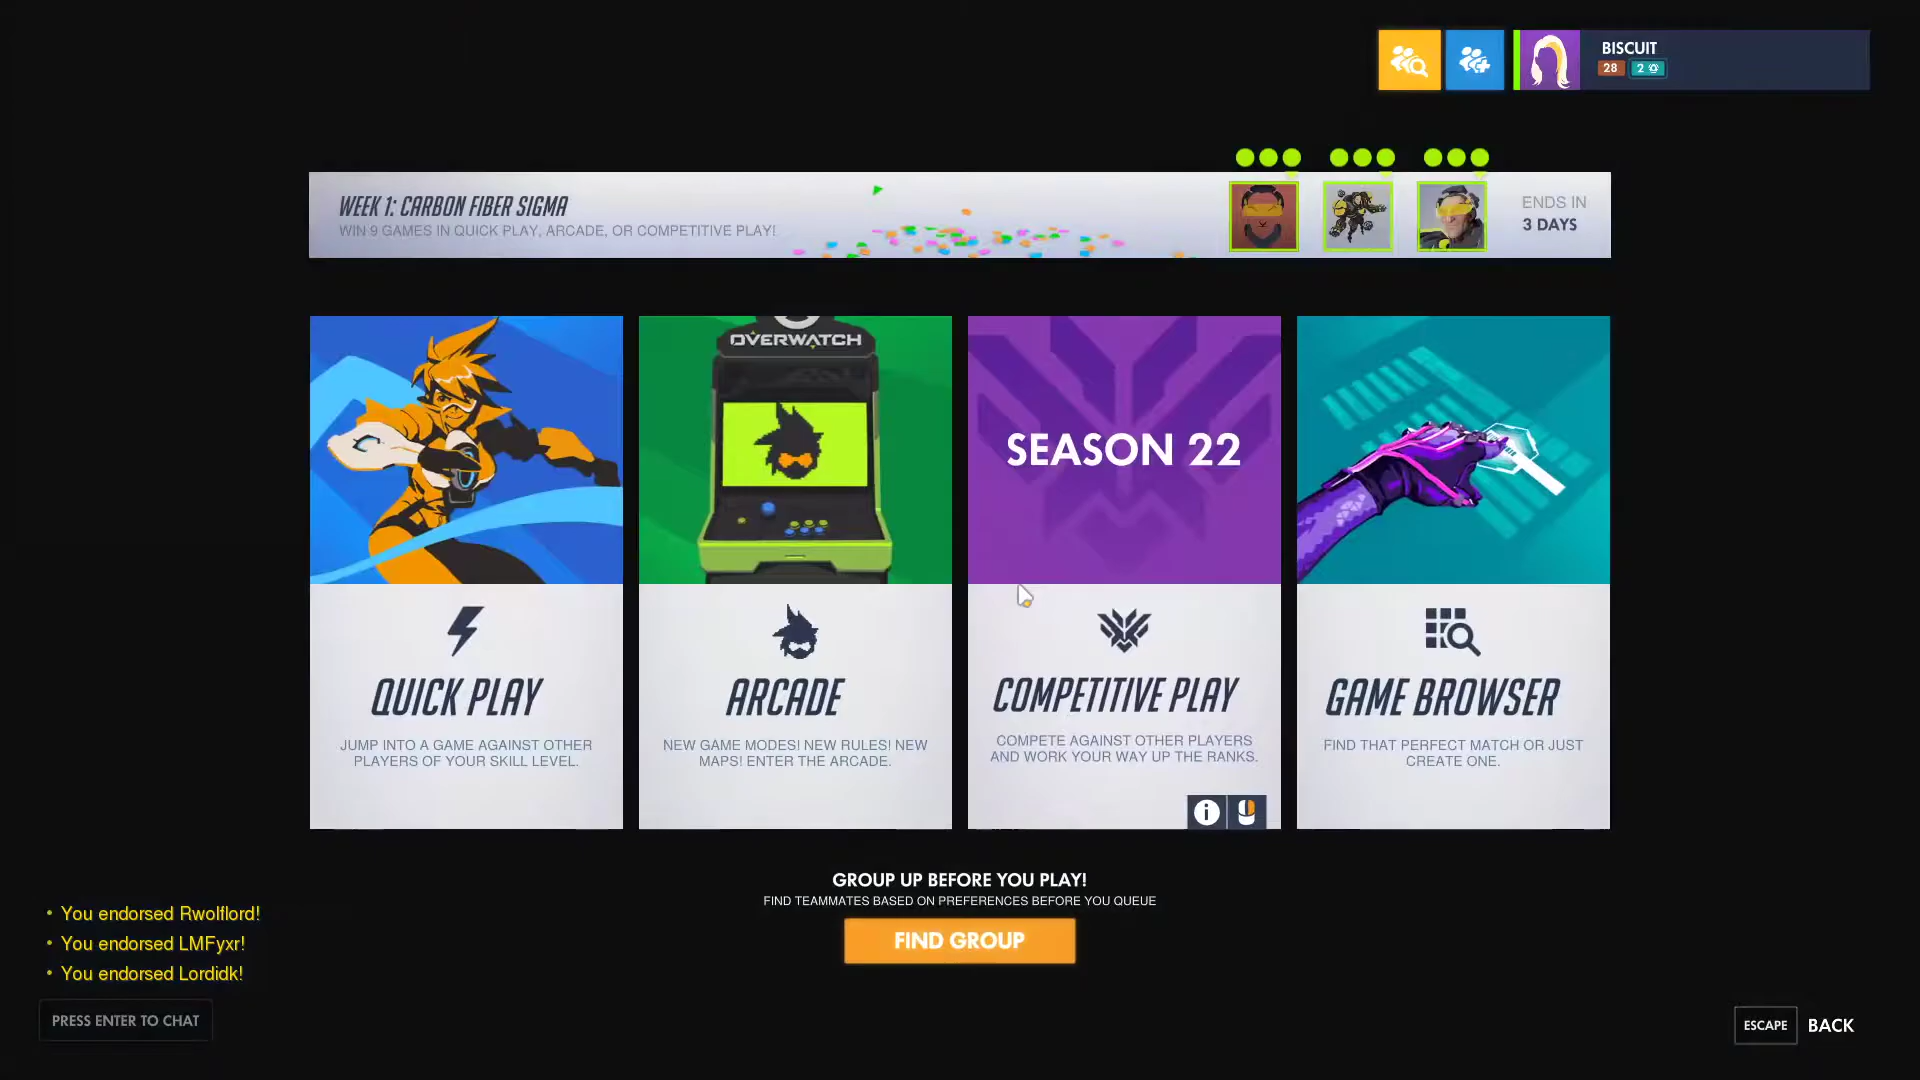 BISCUIT
28 2
WEEK 1: CARBON FIBER SIGMA
WIN 9 GAMES IN QUICK PLAY, ARCADE, OR COMPETITIVE PLAY!
ENDS IN
3 DAYS
OVERWATCH
SEASON 22
QUICK PLAY
JUMP INTO A GAME AGAINST OTHER
PLAYERS OF YOUR SKILL LEVEL.
ARCADE
NEW GAME MODES! NEW RULES! NEW
MAPS! ENTER THE ARCADE.
COMPETITIVE PLAY
COMPETE AGAINST OTHER PLAYERS
AND WORK YOUR WAY UP THE RANKS.
GAME BROWSER
FIND THAT PERFECT MATCH OR JUST
CREATE ONE.
GROUP UP BEFORE YOU PLAY!
FIND TEAMMATES BASED ON PREFERENCES BEFORE YOU QUEUE
FIND GROUP
• You endorsed Rwolflord!
• You endorsed LMFyxr!
• You endorsed Lordidk!
PRESS ENTER TO CHAT
ESCAPE BACK